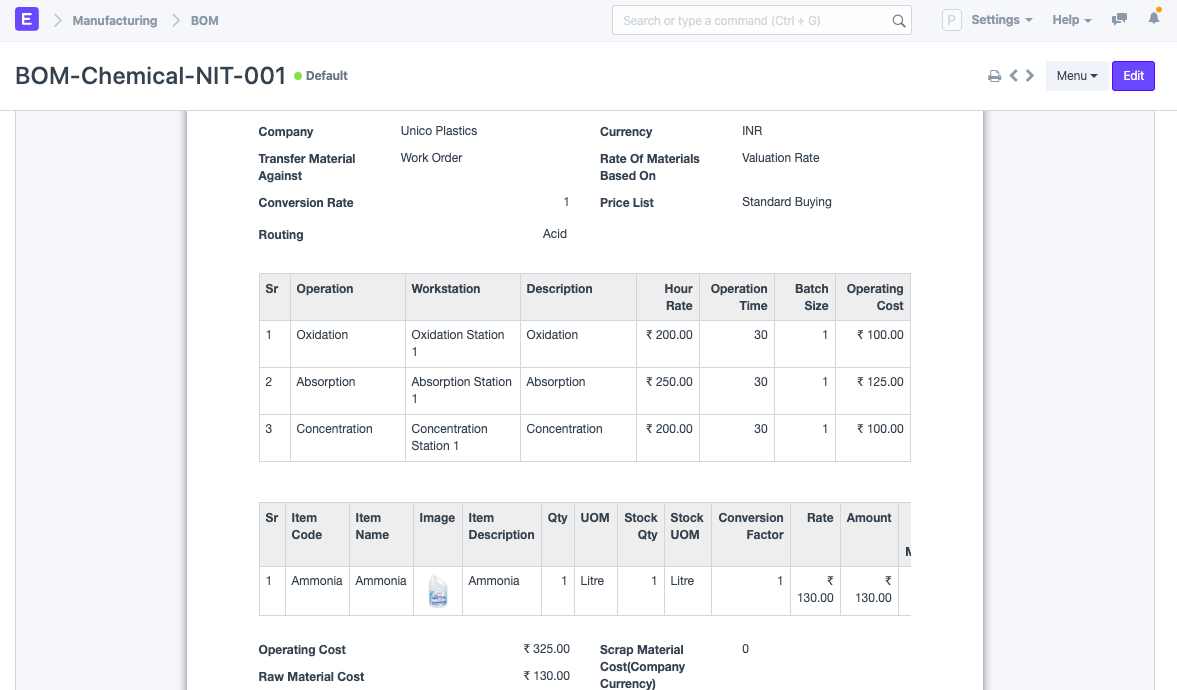 E Manufacturing BOM Search or type a command (Ctrl + G) P Settings Help
BOM-Chemical-NIT-001 Default Menu Edit
Company Unico Plastics Currency INR
Transfer Material Against Work Order Rate Of Materials Based On Valuation Rate
Conversion Rate 1 Price List Standard Buying
Routing Acid
Sr Operation Workstation Description Hour Rate Operation Time Batch Size Operating Cost
1 Oxidation Oxidation Station 1 Oxidation ₹ 200.00 30 1 ₹ 100.00
2 Absorption Absorption Station 1 Absorption ₹ 250.00 30 1 ₹ 125.00
3 Concentration Concentration Station 1 Concentration ₹ 200.00 30 1 ₹ 100.00
Sr Item Code Item Name Image Item Description Qty UOM Stock Qty Stock UOM Conversion Factor Rate Amount
1 Ammonia Ammonia Ammonia 1 Litre 1 Litre 1 ₹ 130.00 ₹ 130.00
Operating Cost ₹ 325.00 Scrap Material Cost(Company Currency) 0
Raw Material Cost ₹ 130.00